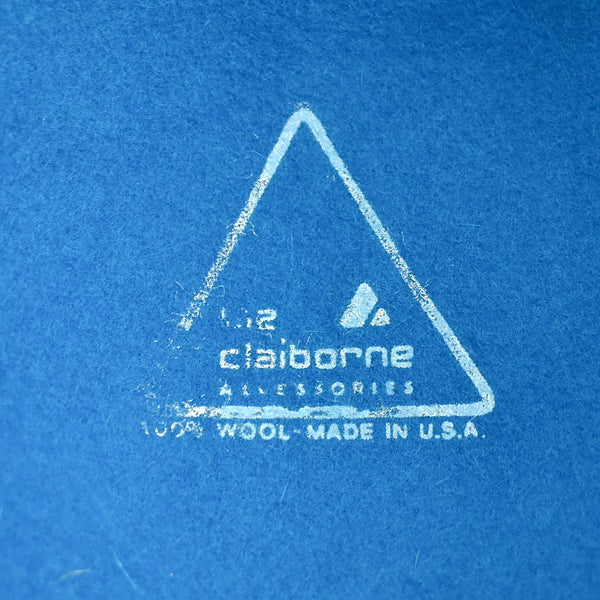 liz
claiborne
ACCESSORIES
100% WOOL-MADE IN U.S.A.